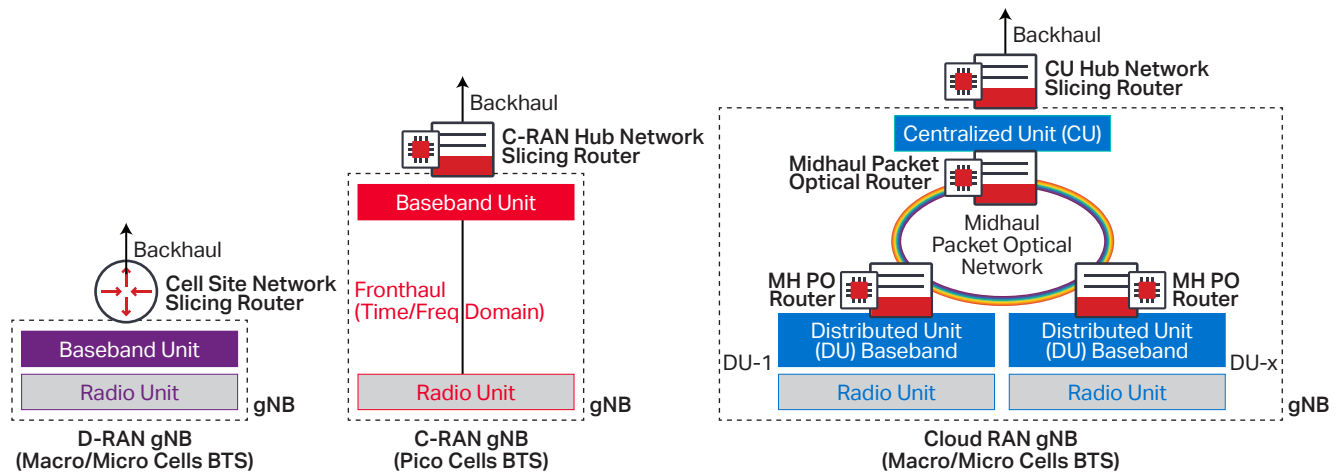 Backhaul
Cell Site Network
Slicing Router
Baseband Unit
Radio Unit
gNB
D-RAN gNB
(Macro/Micro Cells BTS)
Backhaul
C-RAN Hub Network
Slicing Router
Baseband Unit
Fronthaul
(Time/Freq Domain)
Radio Unit
gNB
C-RAN gNB
(Pico Cells BTS)
Backhaul
CU Hub Network
Slicing Router
Centralized Unit (CU)
Midhaul Packet
Optical Router
Midhaul
Packet Optical
Network
MH PO
Router
MH PO
Router
Distributed Unit
(DU) Baseband
Distributed Unit
(DU) Baseband
DU-1
DU-x
Radio Unit
Radio Unit
gNB
Cloud RAN gNB
(Macro/Micro Cells BTS)